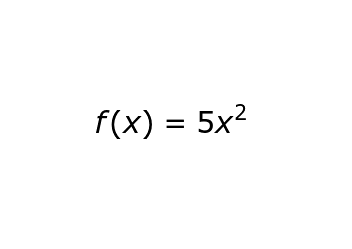 f(x) = 5x²